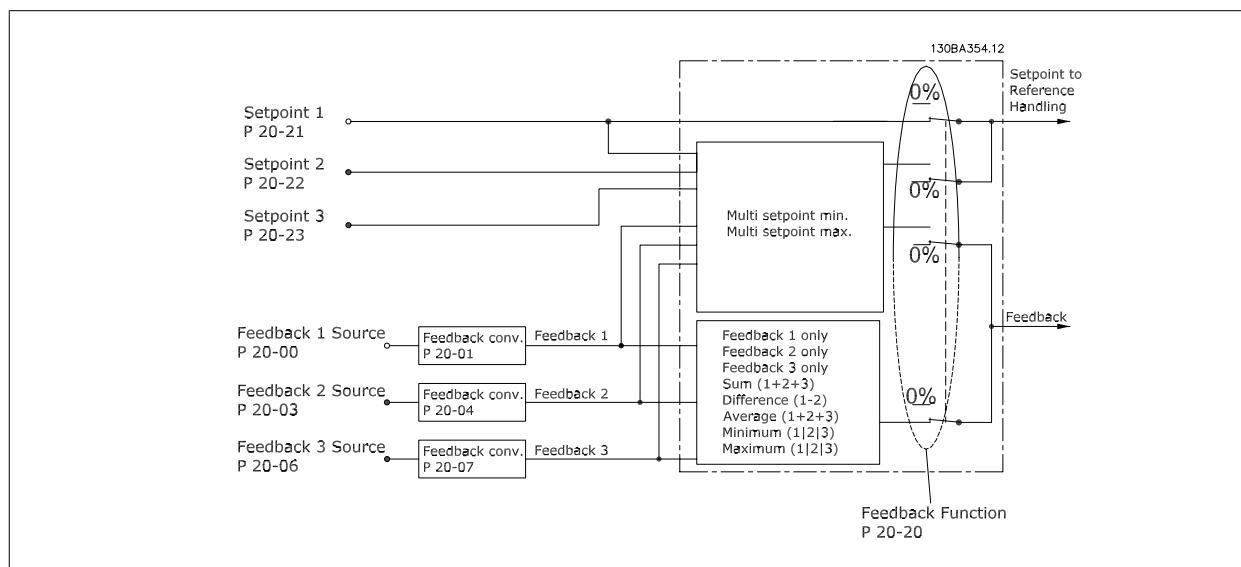 130BA354.12
Setpoint to
Reference
Handling
0%
Setpoint 1
P 20-21
Setpoint 2
P 20-22
0%
Setpoint 3
P 20-23
Multi setpoint min.
Multi setpoint max.
0%
Feedback
Feedback 1 Source
P 20-00
Feedback conv.
P 20-01
Feedback 1
Feedback 1 only
Feedback 2 only
Feedback 3 only
Sum (1+2+3)
Difference (1-2)
Average (1+2+3)
Minimum (1|2|3)
Maximum (1|2|3)
0%
Feedback 2 Source
P 20-03
Feedback conv.
P 20-04
Feedback 2
Feedback 3 Source
P 20-06
Feedback conv.
P 20-07
Feedback 3
Feedback Function
P 20-20